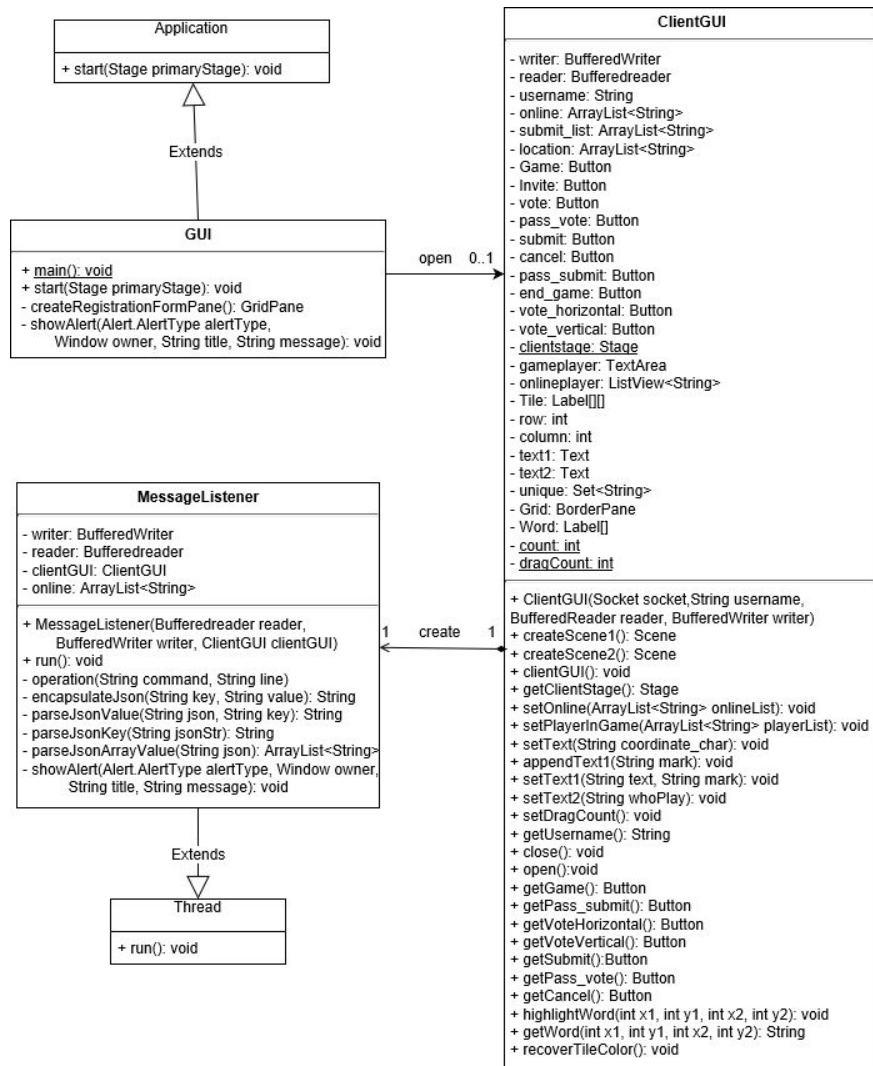 Application
+ start(Stage primaryStage): void
Extends
GUI
+ main(): void
+ start(Stage primaryStage): void
- createRegistrationFormPane(): GridPane
- showAlert(Alert.AlertType alertType,
Window owner, String title, String message): void
open 0..1
ClientGUI
- writer: BufferedWriter
- reader: Bufferedreader
- username: String
- online: ArrayList<String>
- submit_list: ArrayList<String>
- location: ArrayList<String>
- Game: Button
- Invite: Button
- vote: Button
- pass_vote: Button
- submit: Button
- cancel: Button
- pass_submit: Button
- end_game: Button
- vote_horizontal: Button
- vote_vertical: Button
- clientstage: Stage
- gameplayer: TextArea
- onlineplayer: ListView<String>
- Tile: Label[][]
- row: int
- column: int
- text1: Text
- text2: Text
- unique: Set<String>
- Grid: BorderPane
- Word: Label[]
- count: int
- dragCount: int
+ ClientGUI(Socket socket,String username,
BufferedReader reader, BufferedWriter writer)
+ createScene1(): Scene
+ createScene2(): Scene
+ clientGUI(): void
+ getClientStage(): Stage
+ setOnline(ArrayList<String> onlineList): void
+ setPlayerInGame(ArrayList<String> playerList): void
+ setText(String coordinate_char): void
+ appendText1(String mark): void
+ setText1(String text, String mark): void
+ setText2(String whoPlay): void
+ setDragCount(): void
+ getUsername(): String
+ close(): void
+ open():void
+ getGame(): Button
+ getPass_submit(): Button
+ getVoteHorizontal(): Button
+ getVoteVertical(): Button
+ getSubmit():Button
+ getPass_vote(): Button
+ getCancel(): Button
+ highlightWord(int x1, int y1, int x2, int y2): void
+ getWord(int x1, int y1, int x2, int y2): String
+ recoverTileColor(): void
1 create 1
MessageListener
- writer: BufferedWriter
- reader: Bufferedreader
- clientGUI: ClientGUI
- online: ArrayList<String>
+ MessageListener(Bufferedreader reader,
BufferedWriter writer, ClientGUI clientGUI)
+ run(): void
- operation(String command, String line)
- encapsulateJson(String key, String value): String
- parseJsonValue(String json, String key): String
- parseJsonKey(String jsonStr): String
- parseJsonArrayValue(String json): ArrayList<String>
- showAlert(Alert.AlertType alertType, Window owner,
String title, String message): void
Extends
Thread
+ run(): void